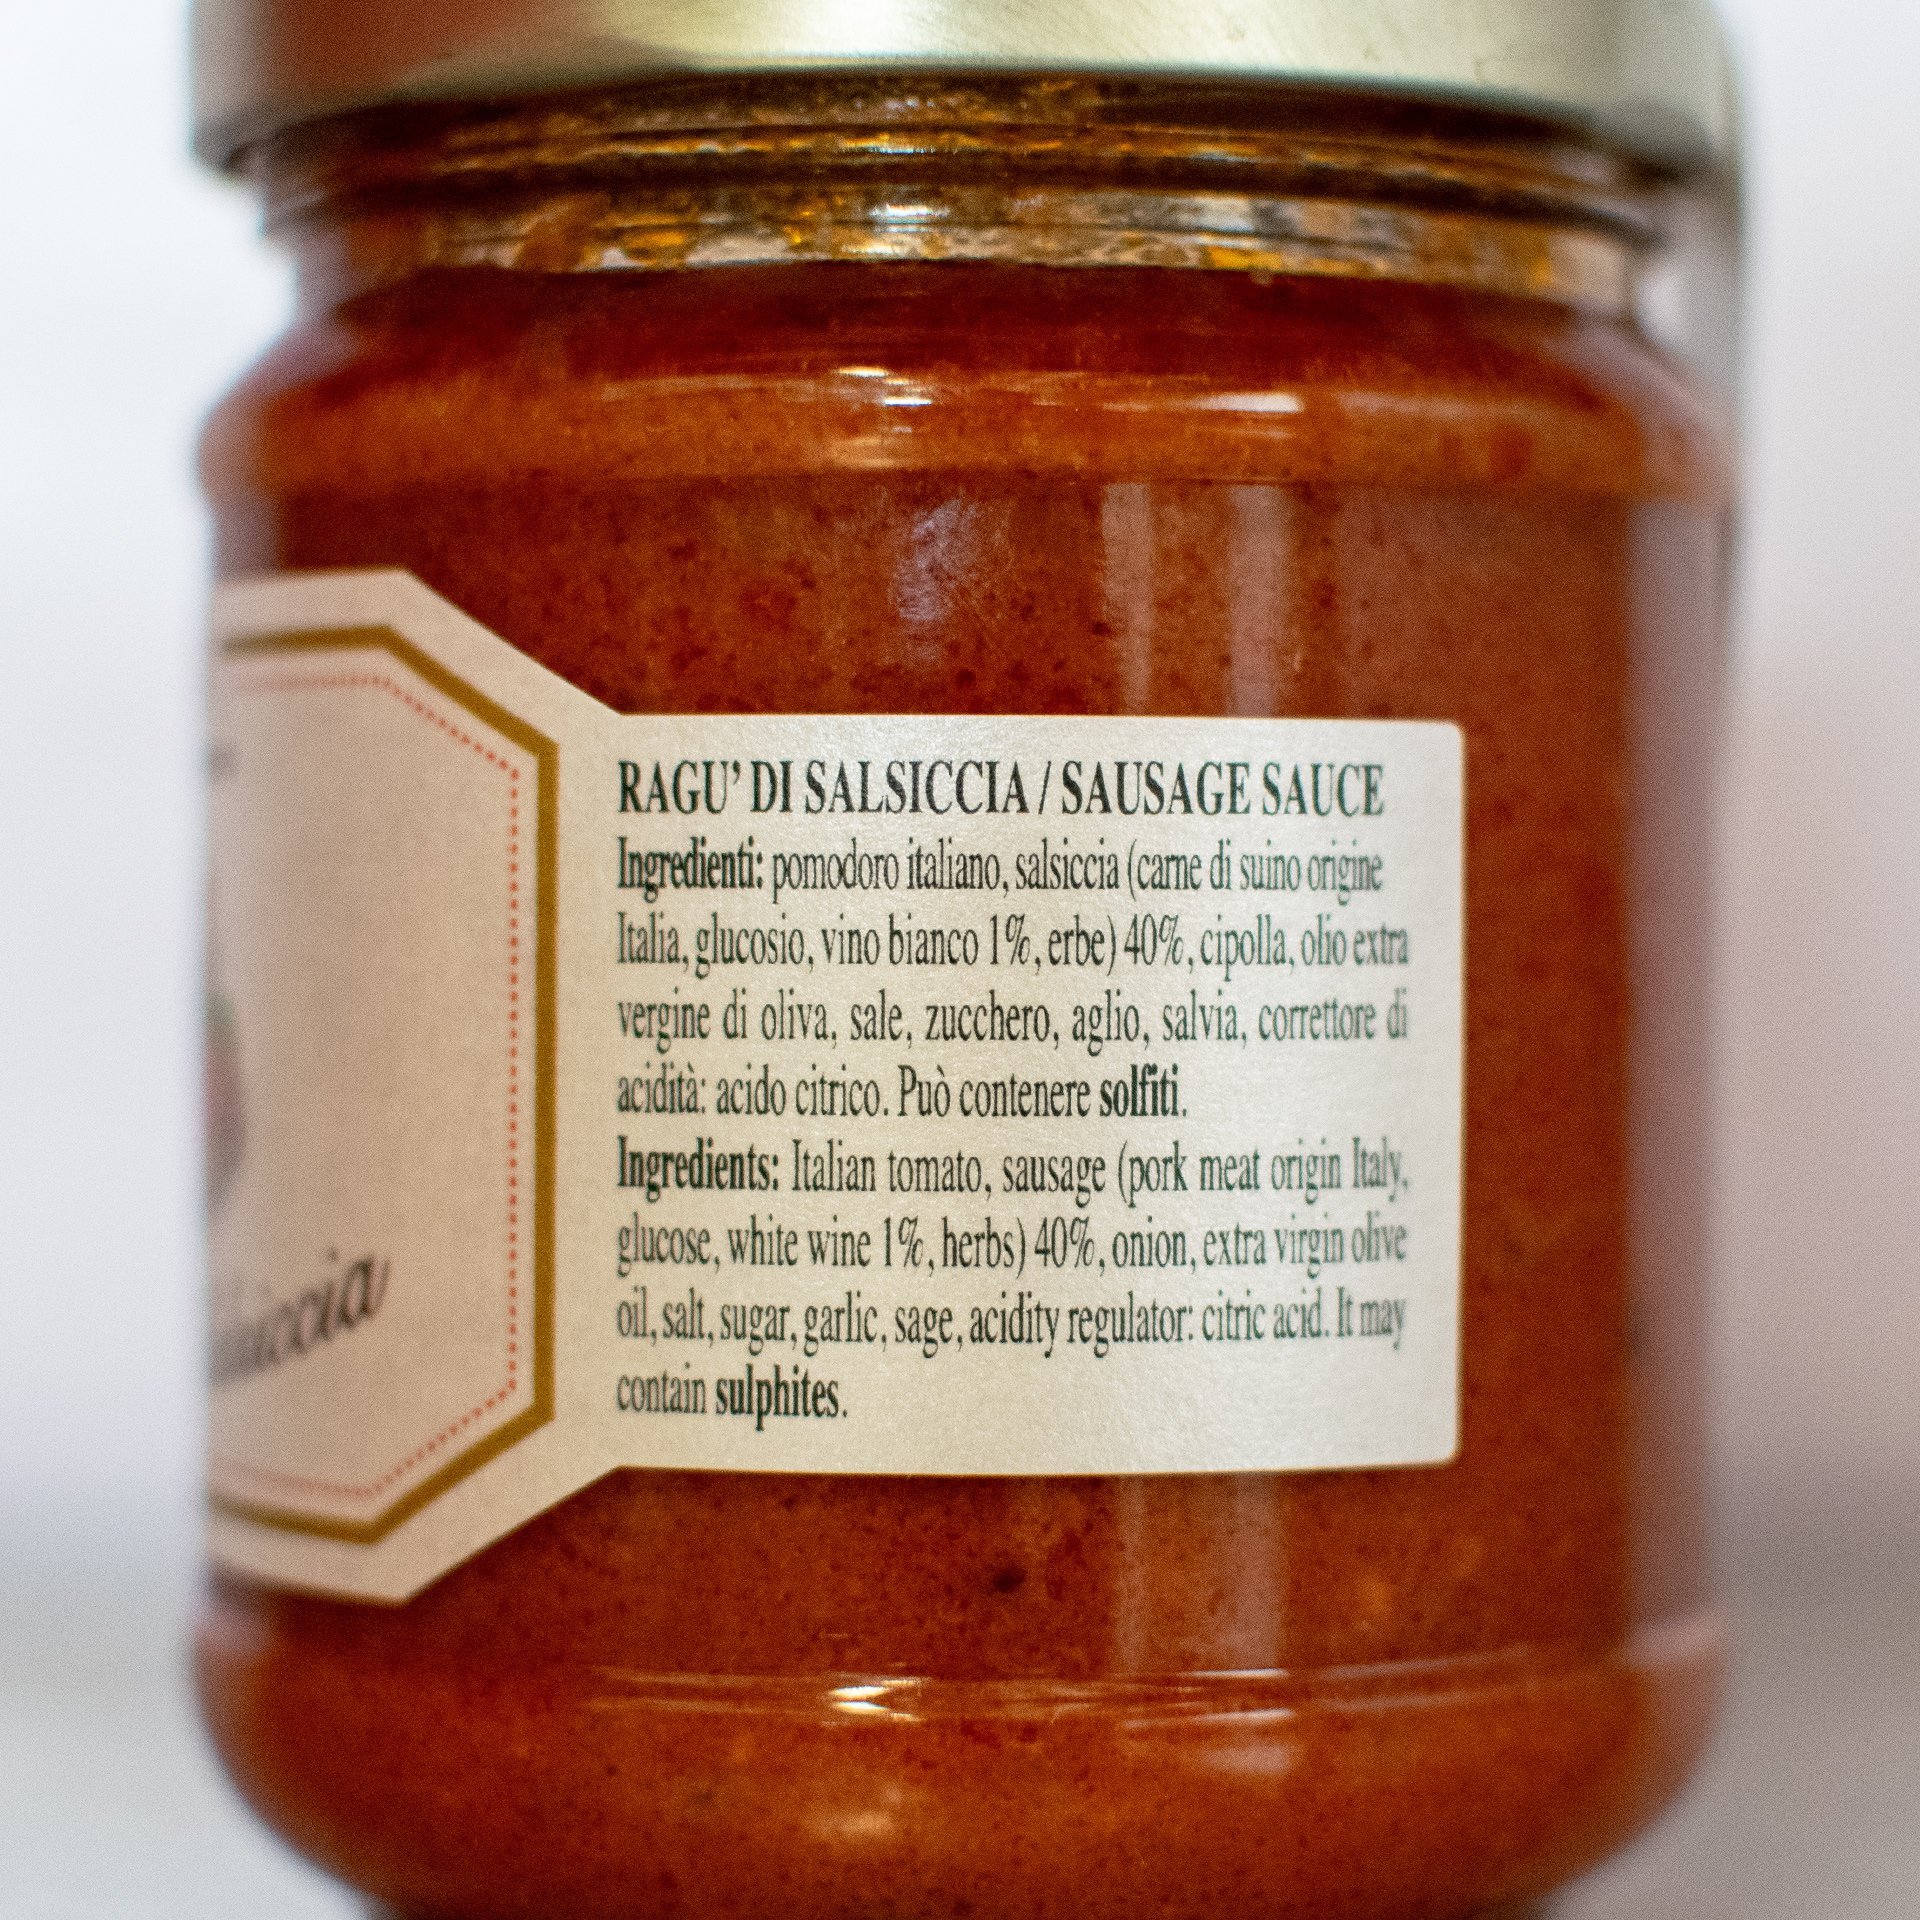 RAGU' DI SALSICCIA / SAUSAGE SAUCE
Ingredienti: pomodoro italiano, salsiccia (carne di suino origine
Italia, glucosio, vino bianco 1%, erbe) 40%, cipolla, olio extra
vergine di oliva, sale, zucchero, aglio, salvia, correttore di
acidità: acido citrico. Può contenere solfiti.
Ingredients: Italian tomato, sausage (pork meat origin Italy,
glucose, white wine 1%, herbs) 40%, onion, extra virgin olive
oil, salt, sugar, garlic, sage, acidity regulator: citric acid. It may
contain sulphites.